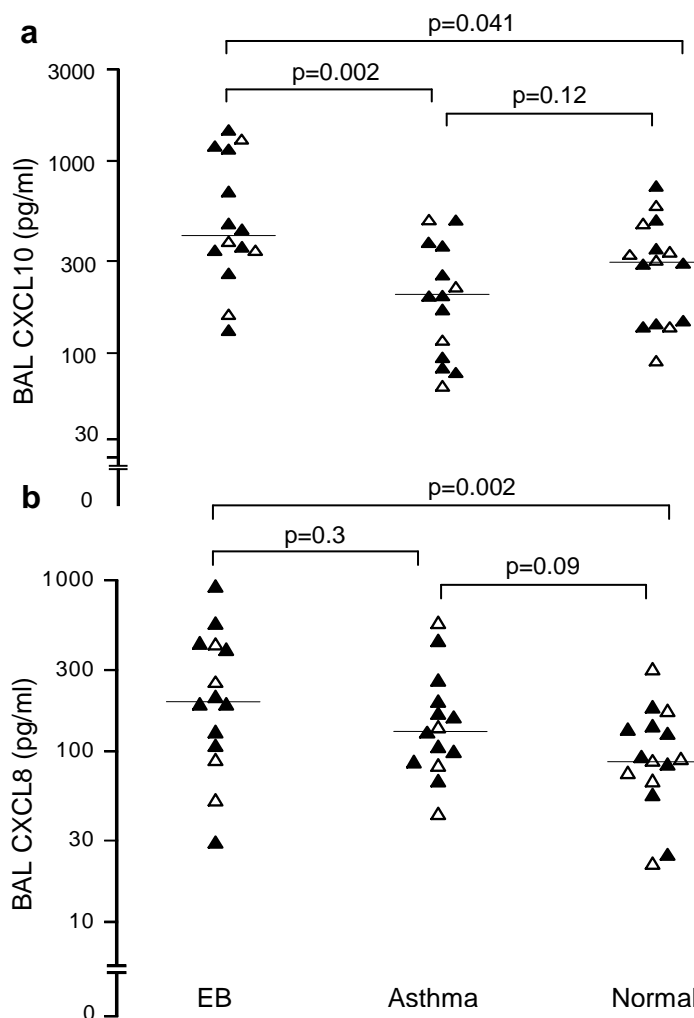 a
p=0.041
p=0.002
p=0.12
3000
1000
300
100
30
0
BAL CXCL10 (pg/ml)
b
p=0.002
p=0.3
p=0.09
1000
300
100
30
10
0
BAL CXCL8 (pg/ml)
EB Asthma Normal